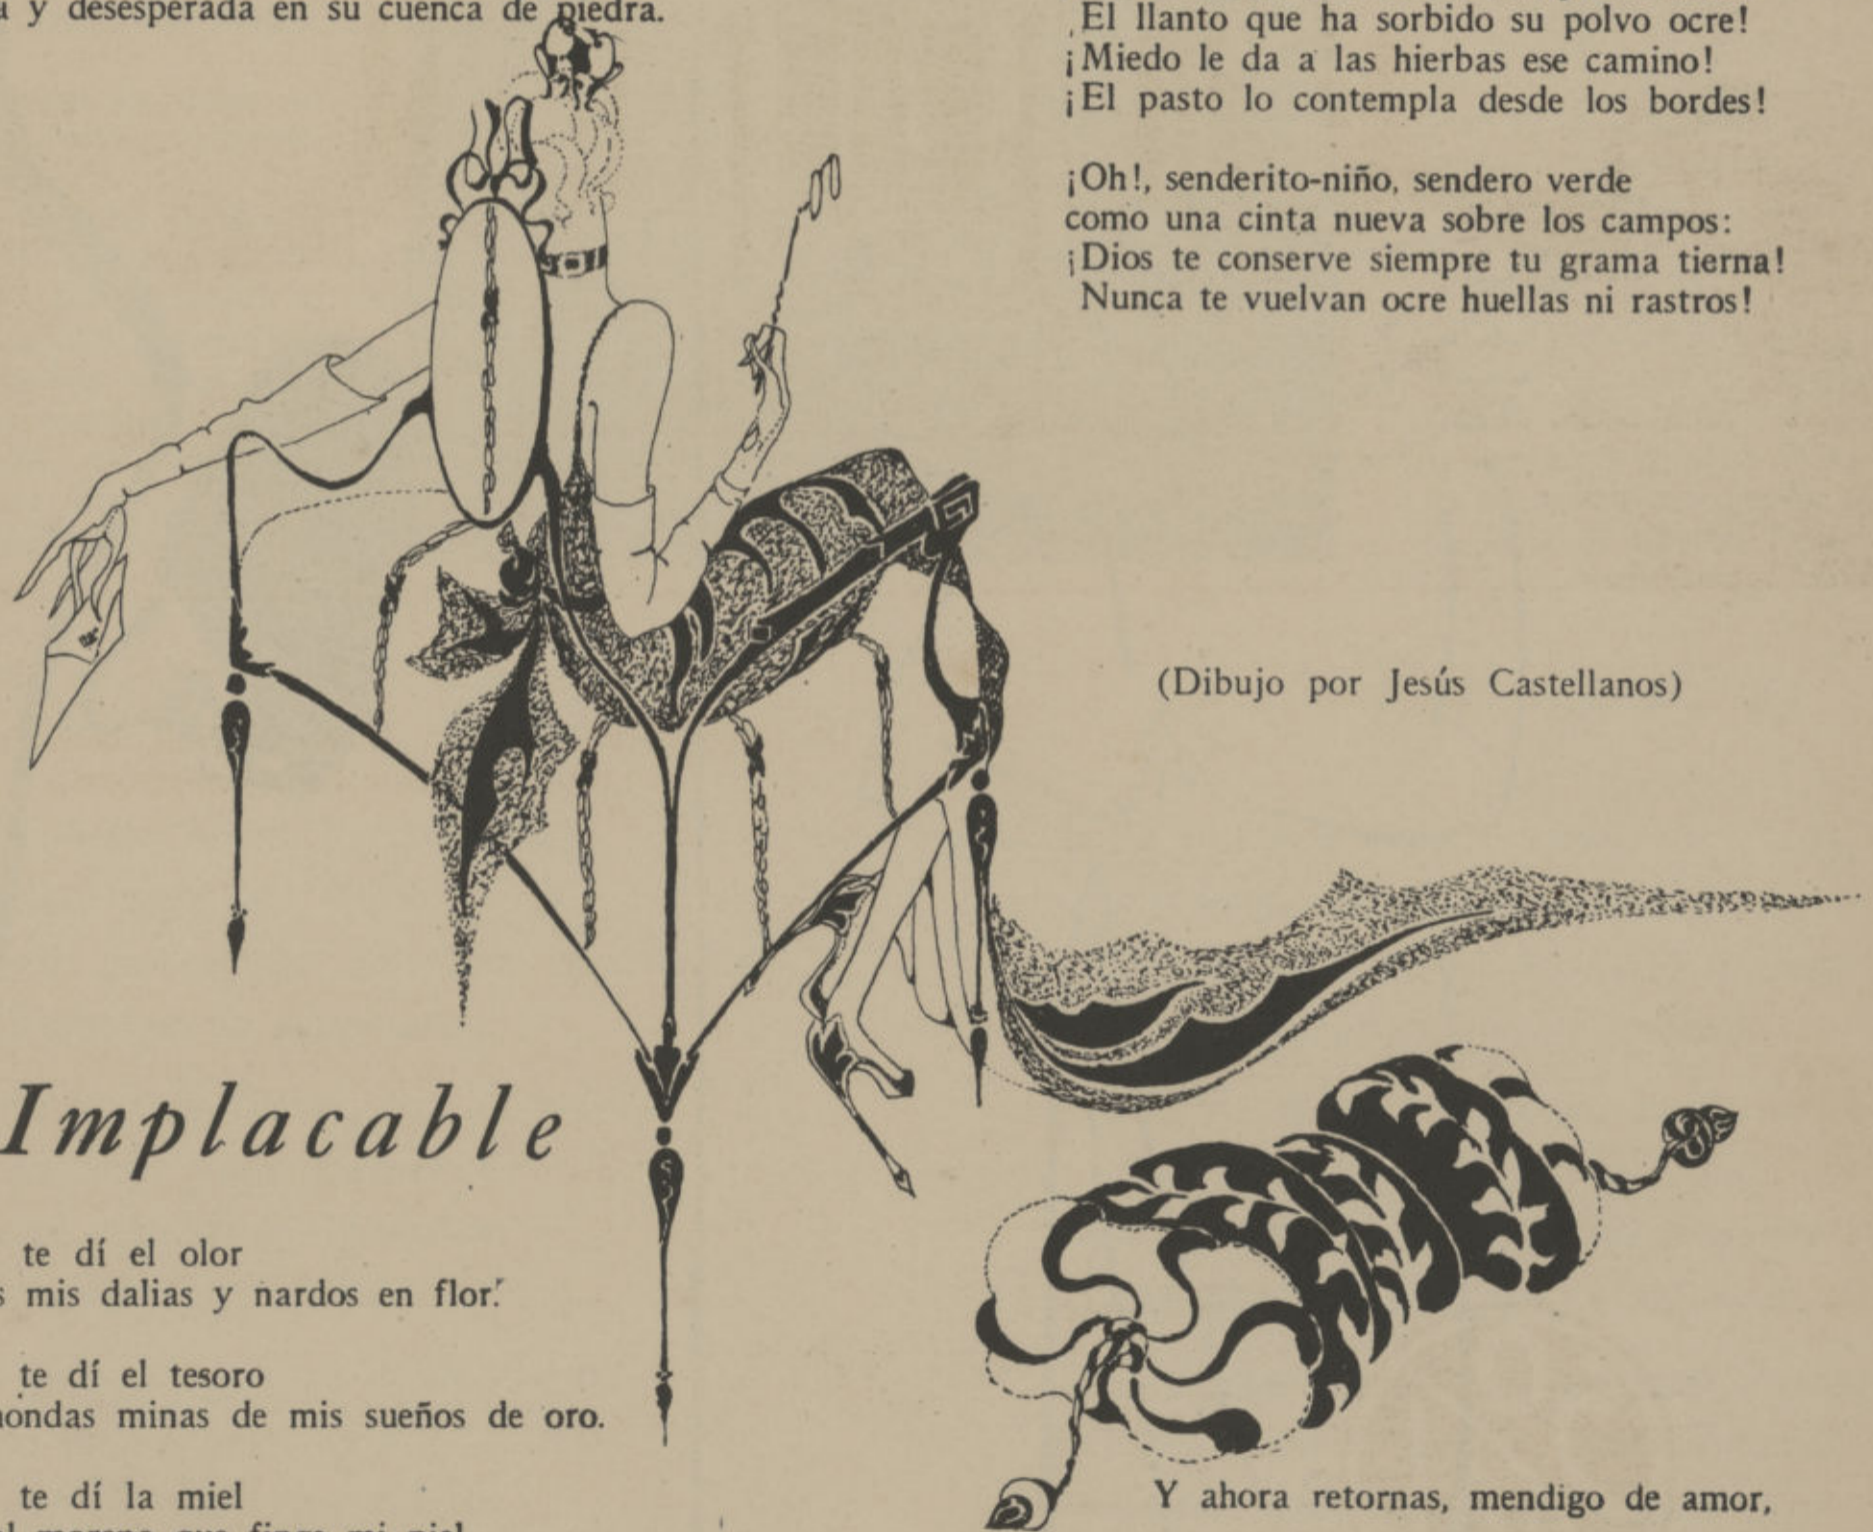 y desesperada en su cuenca de piedra.
Implacable
te dí el olor
mis dalias y nardos en flor.
te dí el tesoro
hondas minas de mis sueños de oro.
te dí la miel
El llanto que ha sorbido su polvo ocre!
¡Miedo le da a las hierbas ese camino!
¡El pasto lo contempla desde los bordes!
¡Oh!, senderito-niño, sendero verde
como una cinta nueva sobre los campos:
¡Dios te conserve siempre tu grama tierna!
Nunca te vuelvan ocre huellas ni rastros!
(Dibujo por Jesús Castellanos)
Y ahora retornas, mendigo de amor,